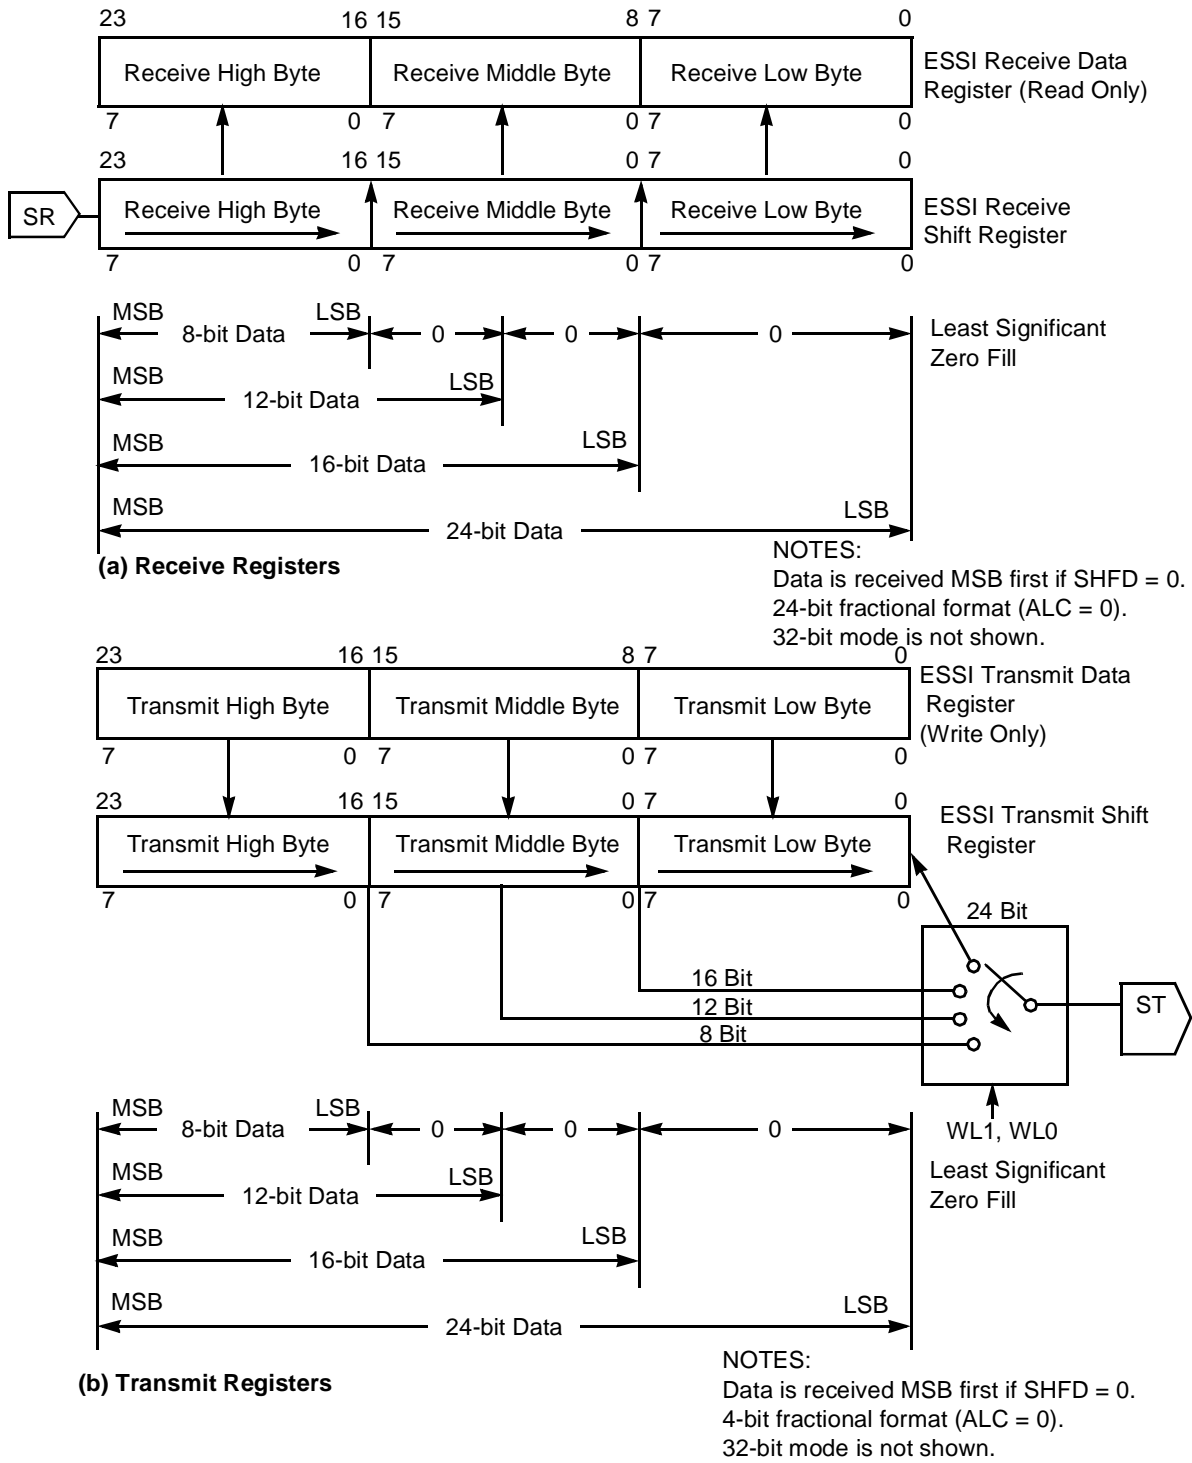 23 16 15 8 7 0
Receive High Byte Receive Middle Byte Receive Low Byte
ESSI Receive Data
Register (Read Only)
7 0 7 0 7 0
23 16 15 0 7 0
SR
Receive High Byte Receive Middle Byte Receive Low Byte
ESSI Receive
Shift Register
7 0 7 0 7 0
MSB LSB
8-bit Data 0 0 0
Least Significant
Zero Fill
MSB LSB
12-bit Data
MSB LSB
16-bit Data
MSB LSB
24-bit Data
(a) Receive Registers
NOTES:
Data is received MSB first if SHFD = 0.
24-bit fractional format (ALC = 0).
32-bit mode is not shown.
23 16 15 8 7 0
Transmit High Byte Transmit Middle Byte Transmit Low Byte
ESSI Transmit Data
Register
(Write Only)
7 0 7 0 7 0
23 16 15 0 7 0
Transmit High Byte Transmit Middle Byte Transmit Low Byte
ESSI Transmit Shift
Register
7 0 7 0 7 0
24 Bit
16 Bit
12 Bit
8 Bit
ST
WL1, WL0
MSB LSB
8-bit Data 0 0 0
Least Significant
Zero Fill
MSB LSB
12-bit Data
MSB LSB
16-bit Data
MSB LSB
24-bit Data
(b) Transmit Registers
NOTES:
Data is received MSB first if SHFD = 0.
4-bit fractional format (ALC = 0).
32-bit mode is not shown.